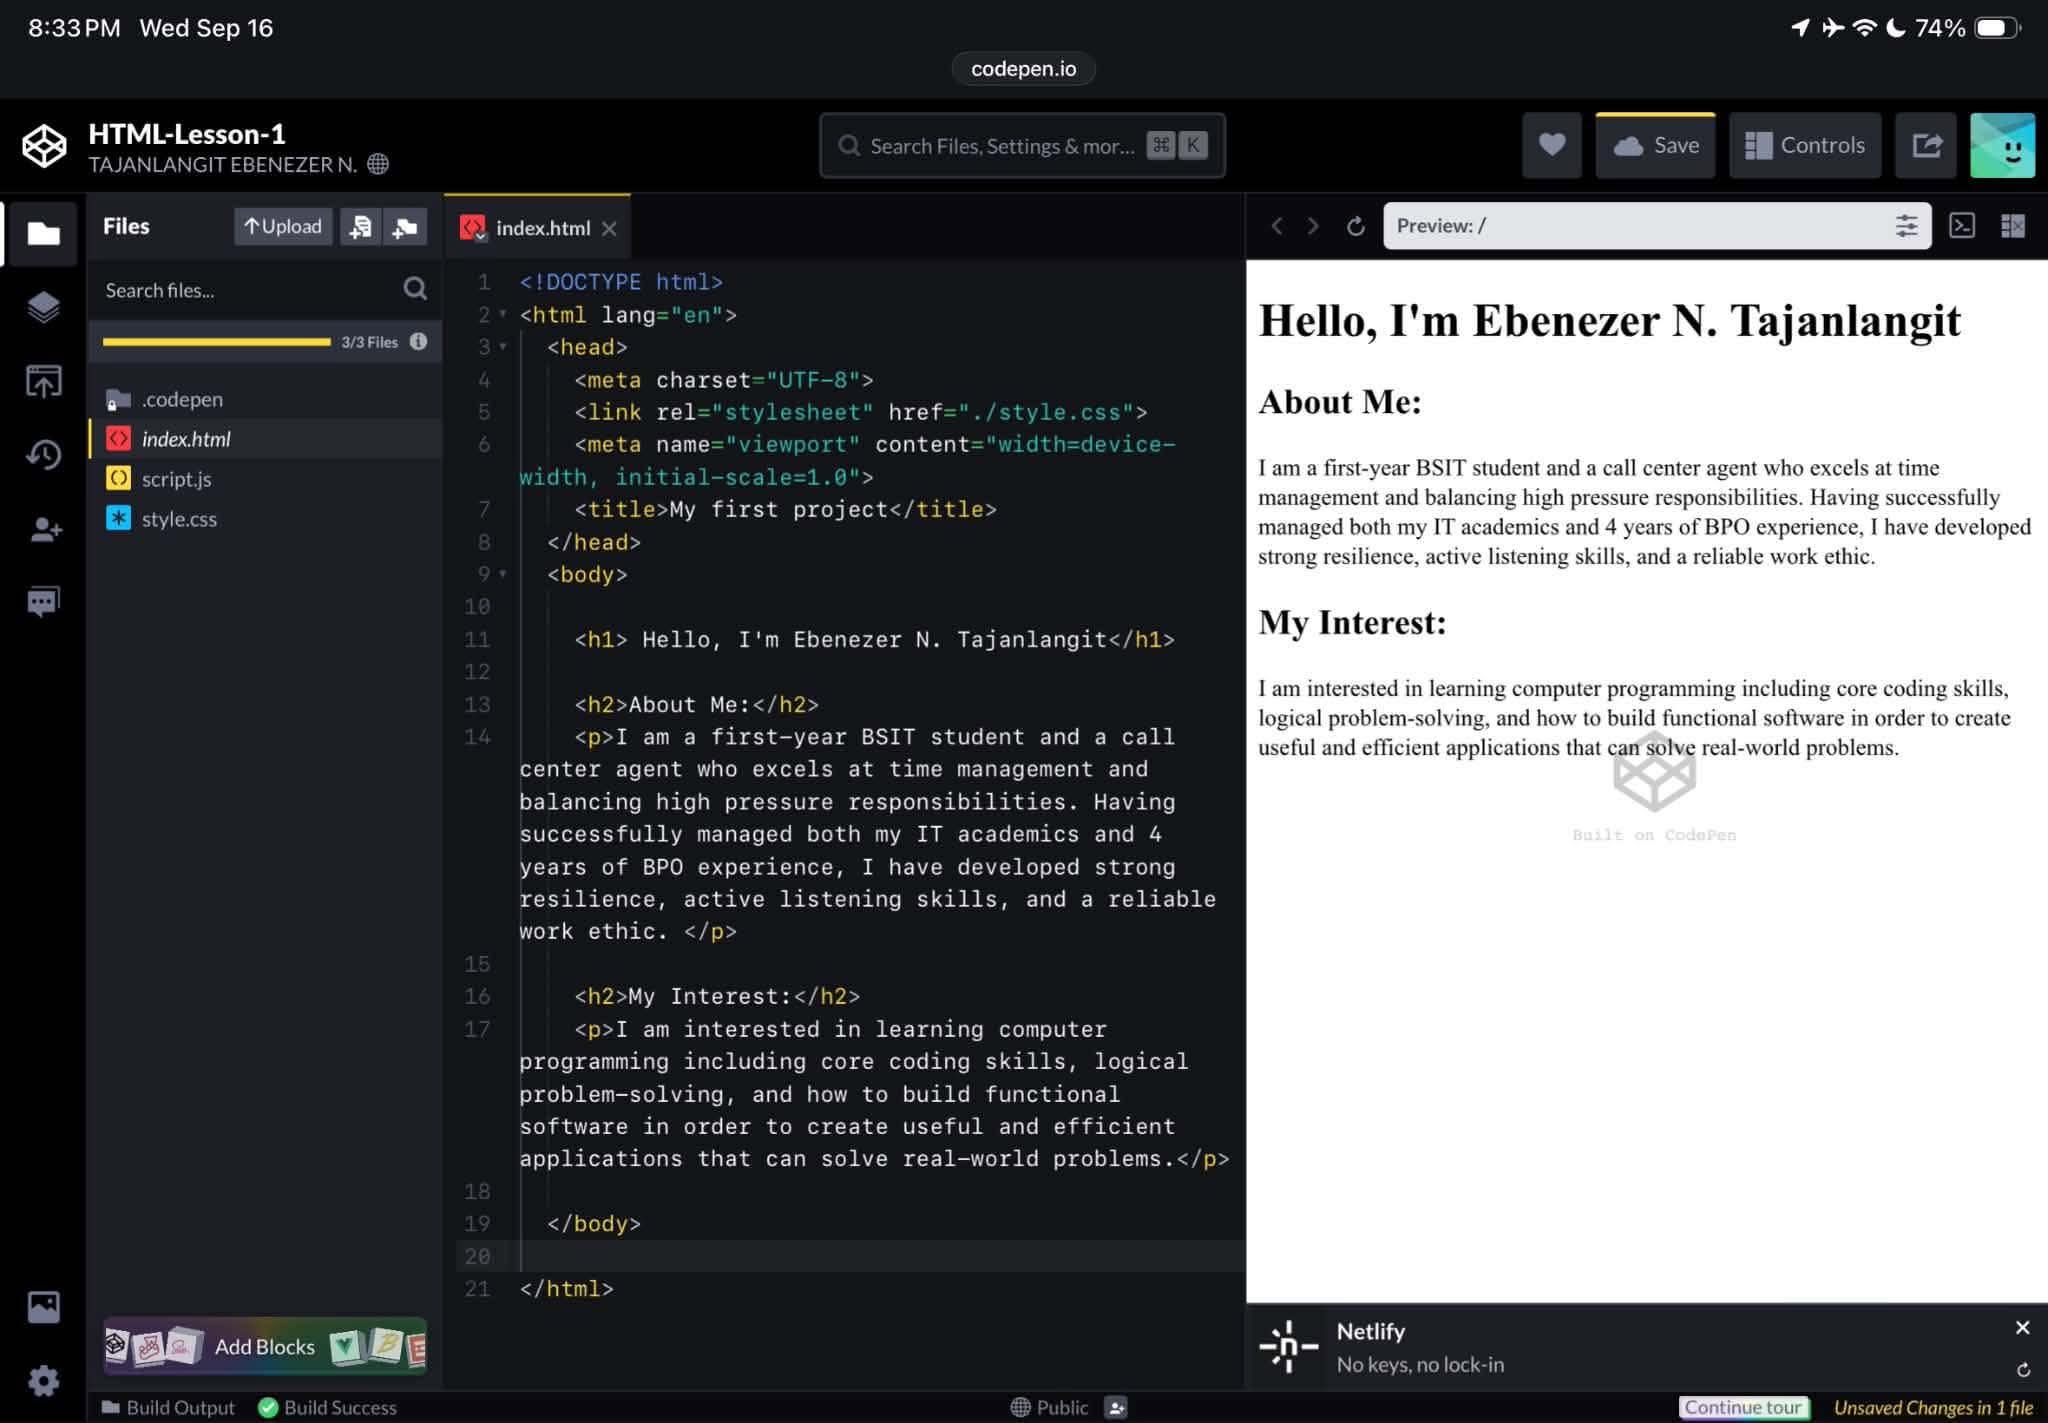 8:33 PM Wed Sep 16
74%
codepen.io
HTML-Lesson-1
TAJANLANGIT EBENEZER N.
Search Files, Settings & mor... ⌘ K
Save
Controls
Files
Upload
Search files...
3/3 Files
.codepen
index.html
script.js
style.css
Add Blocks
index.html
1 <!DOCTYPE html>
2 <html lang="en">
3 <head>
4 <meta charset="UTF-8">
5 <link rel="stylesheet" href="./style.css">
6 <meta name="viewport" content="width=device-
width, initial-scale=1.0">
7 <title>My first project</title>
8 </head>
9 <body>
10
11 <h1> Hello, I'm Ebenezer N. Tajanlangit</h1>
12
13 <h2>About Me:</h2>
14 <p>I am a first-year BSIT student and a call
center agent who excels at time management and
balancing high pressure responsibilities. Having
successfully managed both my IT academics and 4
years of BPO experience, I have developed strong
resilience, active listening skills, and a reliable
work ethic. </p>
15
16 <h2>My Interest:</h2>
17 <p>I am interested in learning computer
programming including core coding skills, logical
problem-solving, and how to build functional
software in order to create useful and efficient
applications that can solve real-world problems.</p>
18
19 </body>
20
21 </html>
Preview: /
Hello, I'm Ebenezer N. Tajanlangit
About Me:
I am a first-year BSIT student and a call center agent who excels at time
management and balancing high pressure responsibilities. Having successfully
managed both my IT academics and 4 years of BPO experience, I have developed
strong resilience, active listening skills, and a reliable work ethic.
My Interest:
I am interested in learning computer programming including core coding skills,
logical problem-solving, and how to build functional software in order to create
useful and efficient applications that can solve real-world problems.
Built on CodePen
Netlify
No keys, no lock-in
Build Output
Build Success
Public
Continue tour
Unsaved Changes in 1 file